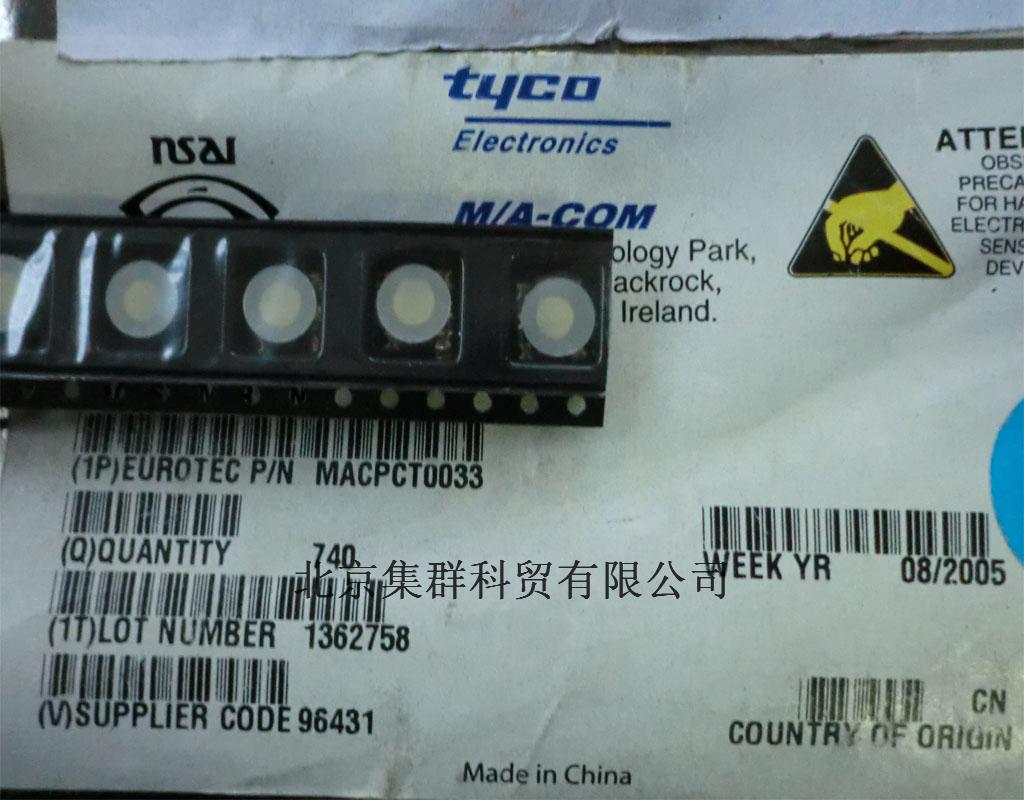 tyco
Electronics
nsai
M/A-COM
ology Park,
ackrock,
Ireland.
ATTE
OBS
PRECA
FOR HA
ELECTR
SENS
DEV
(1P)EUROTEC P/N MACPCT0033
(Q)QUANTITY 740
北京集群科贸有限公司
WEEK YR 08/2005
(1T)LOT NUMBER 1362758
(V)SUPPLIER CODE 96431
CN
COUNTRY OF ORIGIN
Made in China